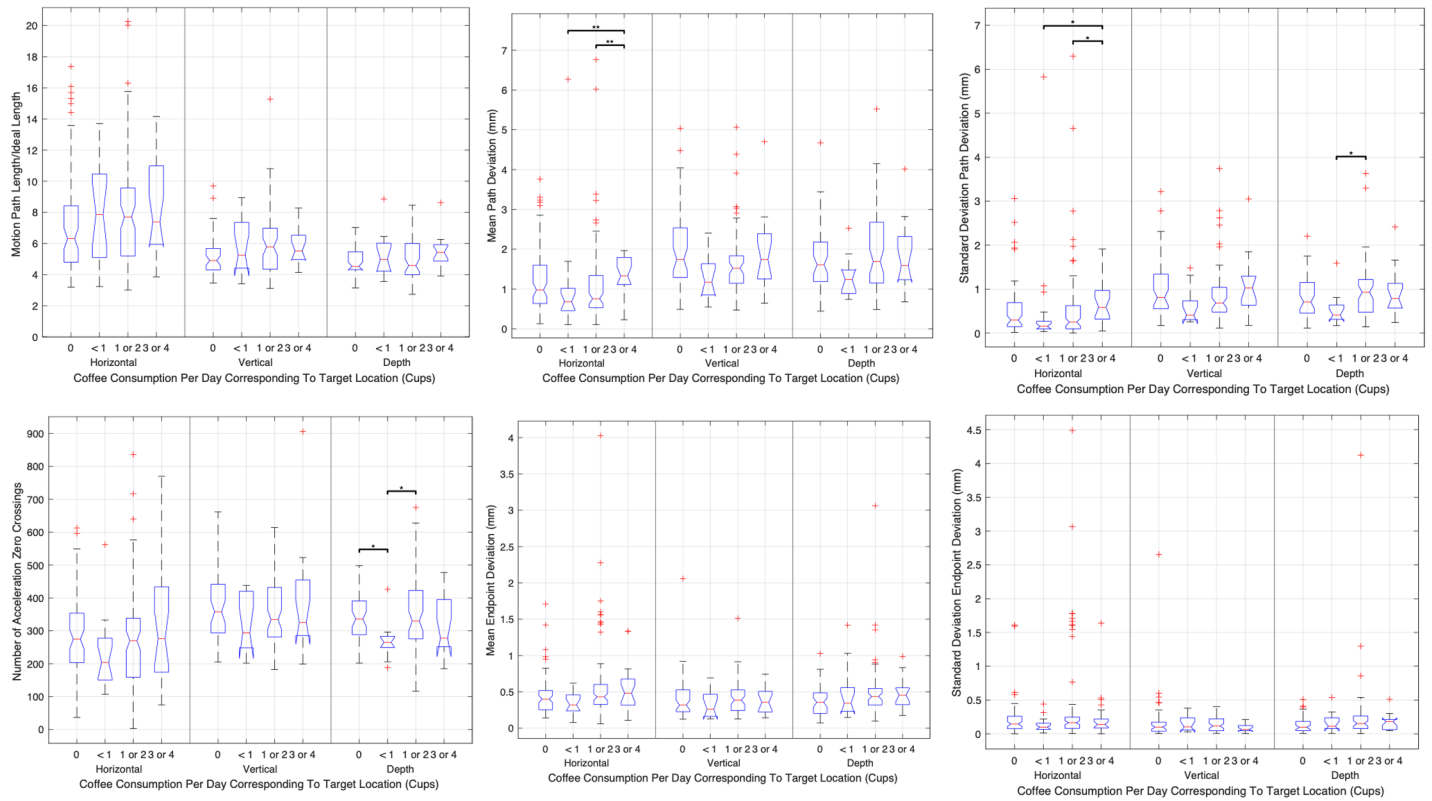 Motion Path Length/Ideal Length
20
18
16
14
12
10
8
6
4
2
0
0 < 1 1 or 2 3 or 4 0 < 1 1 or 2 3 or 4 0 < 1 1 or 2 3 or 4
Horizontal Vertical Depth
Coffee Consumption Per Day Corresponding To Target Location (Cups)
Mean Path Deviation (mm)
7
6
5
4
3
2
1
0
**
**
0 < 1 1 or 2 3 or 4 0 < 1 1 or 2 3 or 4 0 < 1 1 or 2 3 or 4
Horizontal Vertical Depth
Coffee Consumption Per Day Corresponding To Target Location (Cups)
Standard Deviation Path Deviation (mm)
7
6
5
4
3
2
1
0
*
*
*
0 < 1 1 or 2 3 or 4 0 < 1 1 or 2 3 or 4 0 < 1 1 or 2 3 or 4
Horizontal Vertical Depth
Coffee Consumption Per Day Corresponding To Target Location (Cups)
Number of Acceleration Zero Crossings
900
800
700
600
500
400
300
200
100
0
*
*
0 < 1 1 or 2 3 or 4 0 < 1 1 or 2 3 or 4 0 < 1 1 or 2 3 or 4
Horizontal Vertical Depth
Coffee Consumption Per Day Corresponding To Target Location (Cups)
Mean Endpoint Deviation (mm)
4
3.5
3
2.5
2
1.5
1
0.5
0
0 < 1 1 or 2 3 or 4 0 < 1 1 or 2 3 or 4 0 < 1 1 or 2 3 or 4
Horizontal Vertical Depth
Coffee Consumption Per Day Corresponding To Target Location (Cups)
Standard Deviation Endpoint Deviation (mm)
4.5
4
3.5
3
2.5
2
1.5
1
0.5
0
0 < 1 1 or 2 3 or 4 0 < 1 1 or 2 3 or 4 0 < 1 1 or 2 3 or 4
Horizontal Vertical Depth
Coffee Consumption Per Day Corresponding To Target Location (Cups)